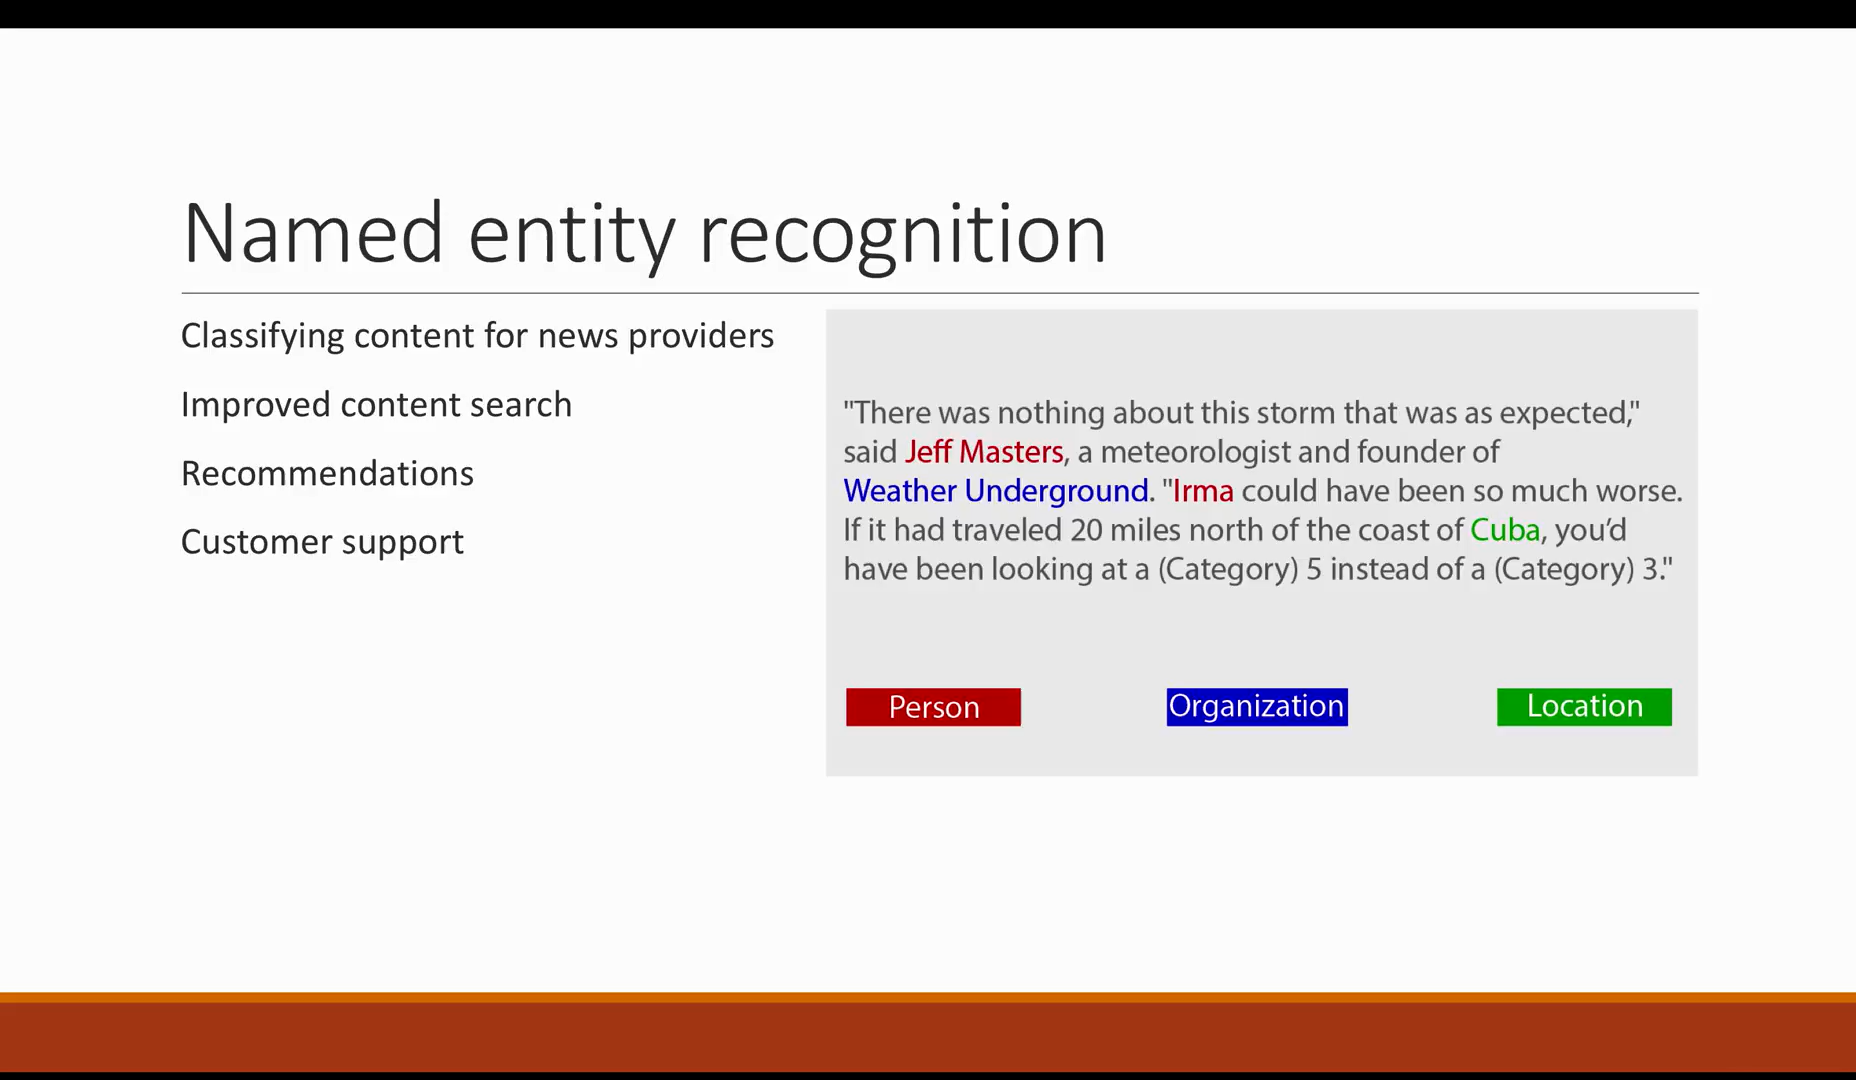 Named entity recognition
Classifying content for news providers
Improved content search
Recommendations
Customer support
"There was nothing about this storm that was as expected,"
said Jeff Masters, a meteorologist and founder of
Weather Underground. "Irma could have been so much worse.
If it had traveled 20 miles north of the coast of Cuba, you’d
have been looking at a (Category) 5 instead of a (Category) 3."
Person
Organization
Location